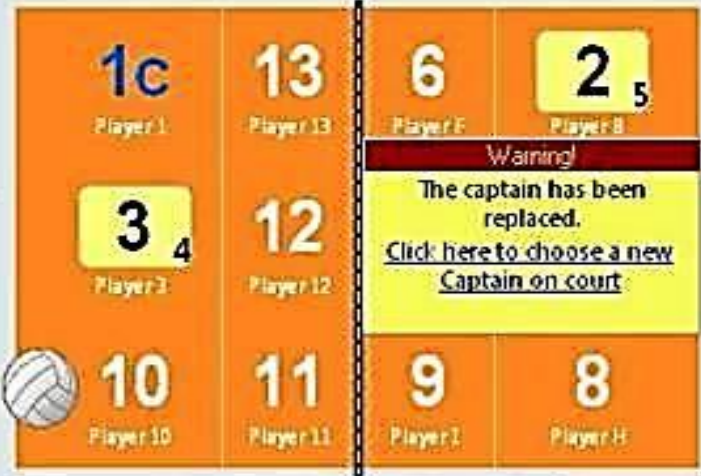 1c 13 6 2 5
Player 1 Player 13 Player F Player B
Warning!
The captain has been
replaced.
Click here to choose a new
Captain on court
3 4 12
Player 3 Player 12
10 11 9 8
Player 10 Player 11 Player I Player H